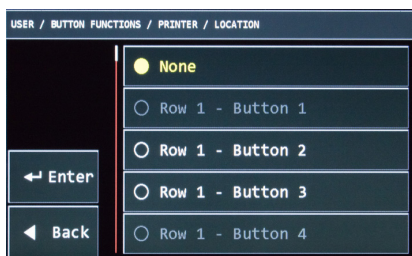 USER / BUTTON FUNCTIONS / PRINTER / LOCATION
None
Row 1 - Button 1
Row 1 - Button 2
Row 1 - Button 3
Row 1 - Button 4
Enter
Back